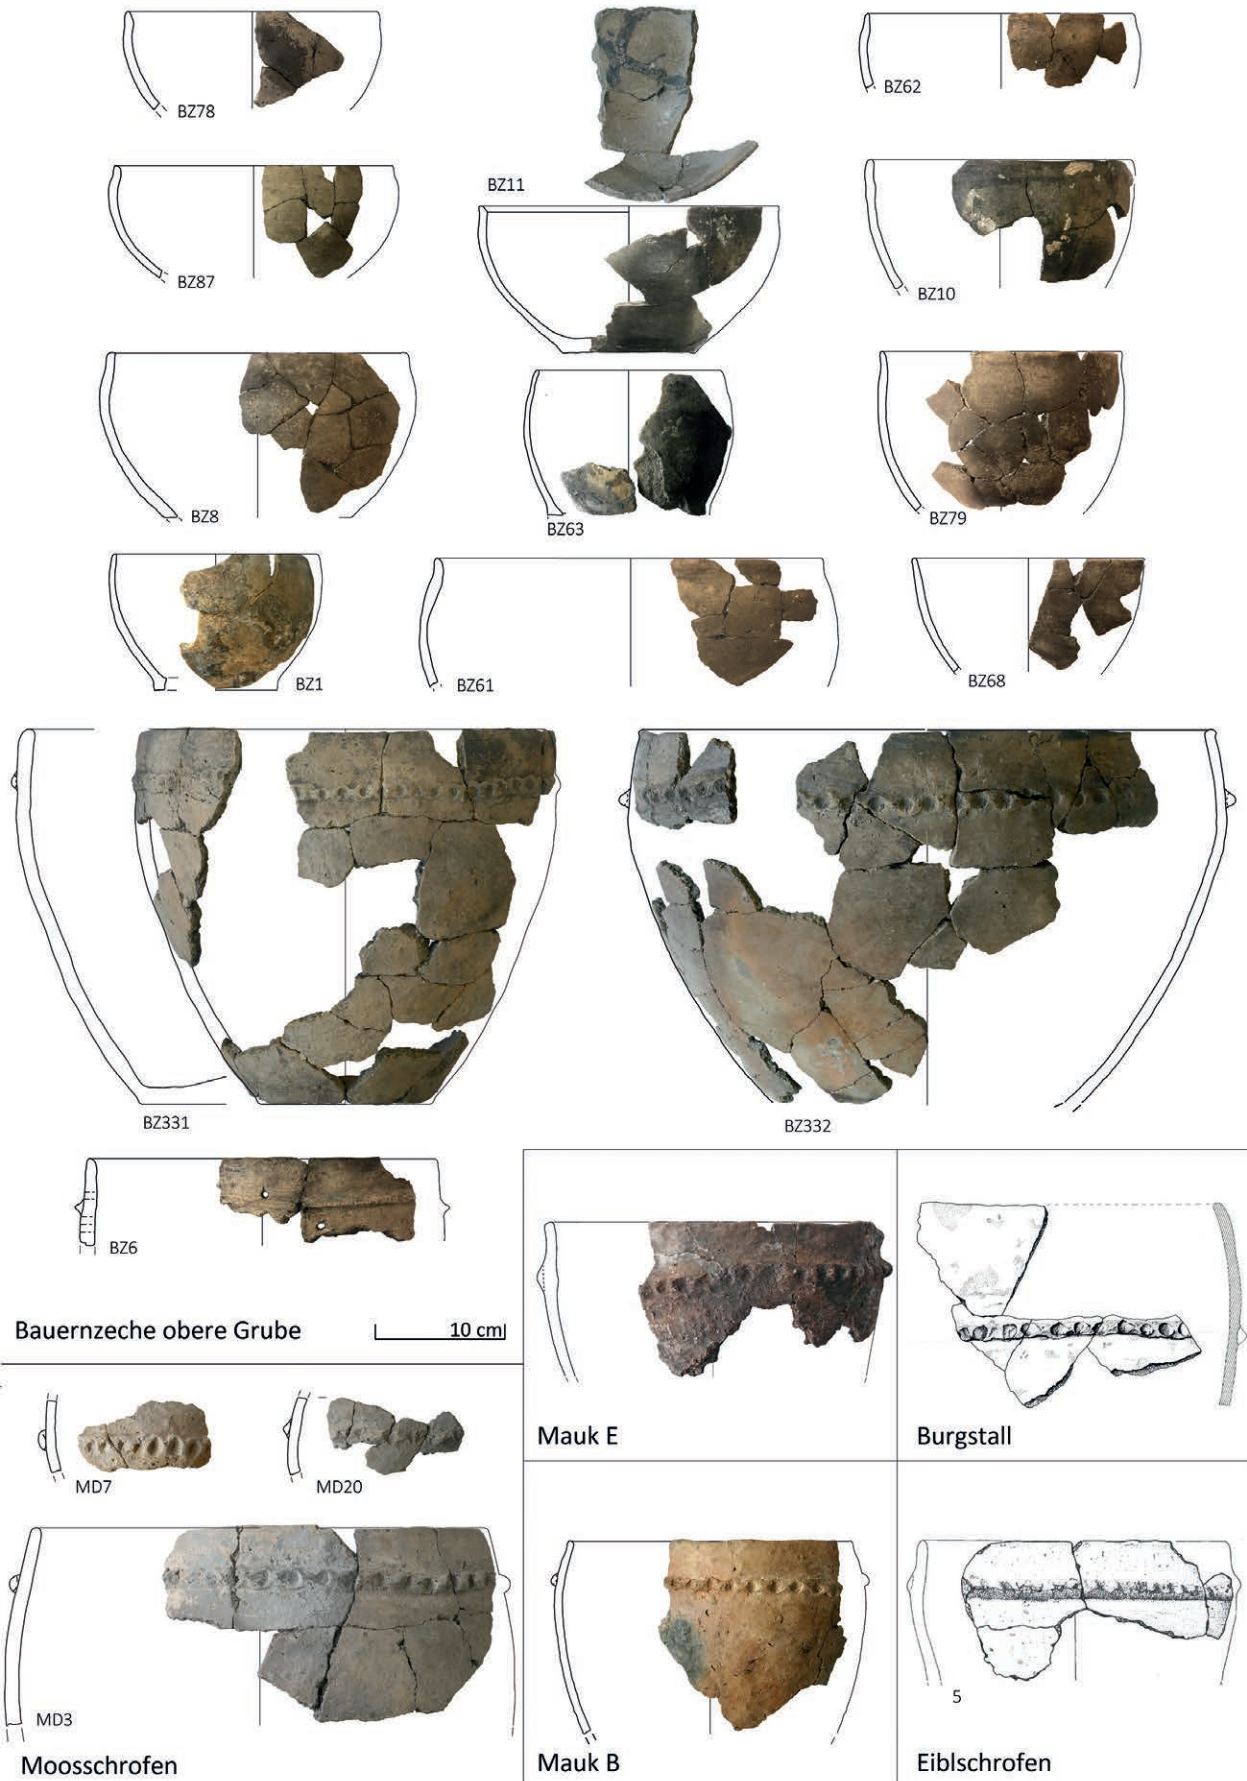 BZ78
BZ11
BZ62
BZ87
BZ10
BZ8
BZ63
BZ79
BZ1
BZ61
BZ68
BZ331
BZ332
BZ6
Bauernzeche obere Grube
10 cm
Mauk E
Burgstall
MD7
MD20
MD3
Moosschrofen
Mauk B
5
Eiblschrofen